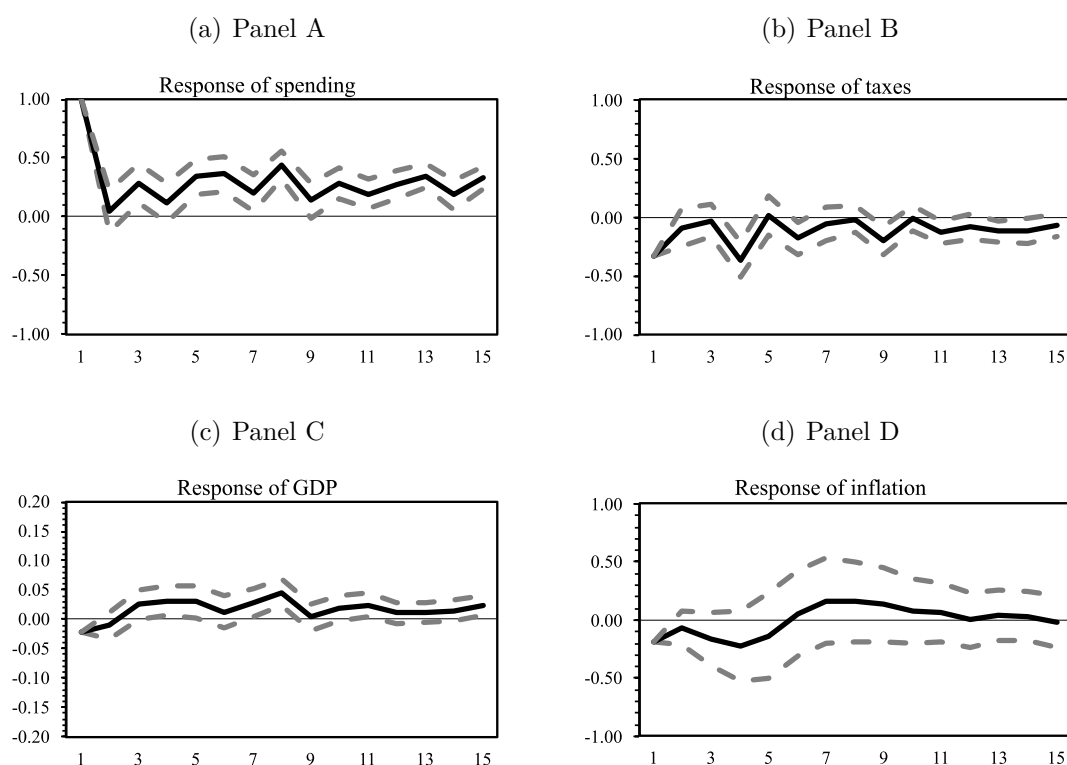 (a) Panel A
Response of spending
1.00
0.50
0.00
-0.50
-1.00
1 3 5 7 9 11 13 15
(b) Panel B
Response of taxes
1.00
0.50
0.00
-0.50
-1.00
1 3 5 7 9 11 13 15
(c) Panel C
Response of GDP
0.20
0.15
0.10
0.05
0.00
-0.05
-0.10
-0.15
-0.20
1 3 5 7 9 11 13 15
(d) Panel D
Response of inflation
1.00
0.50
0.00
-0.50
-1.00
1 3 5 7 9 11 13 15